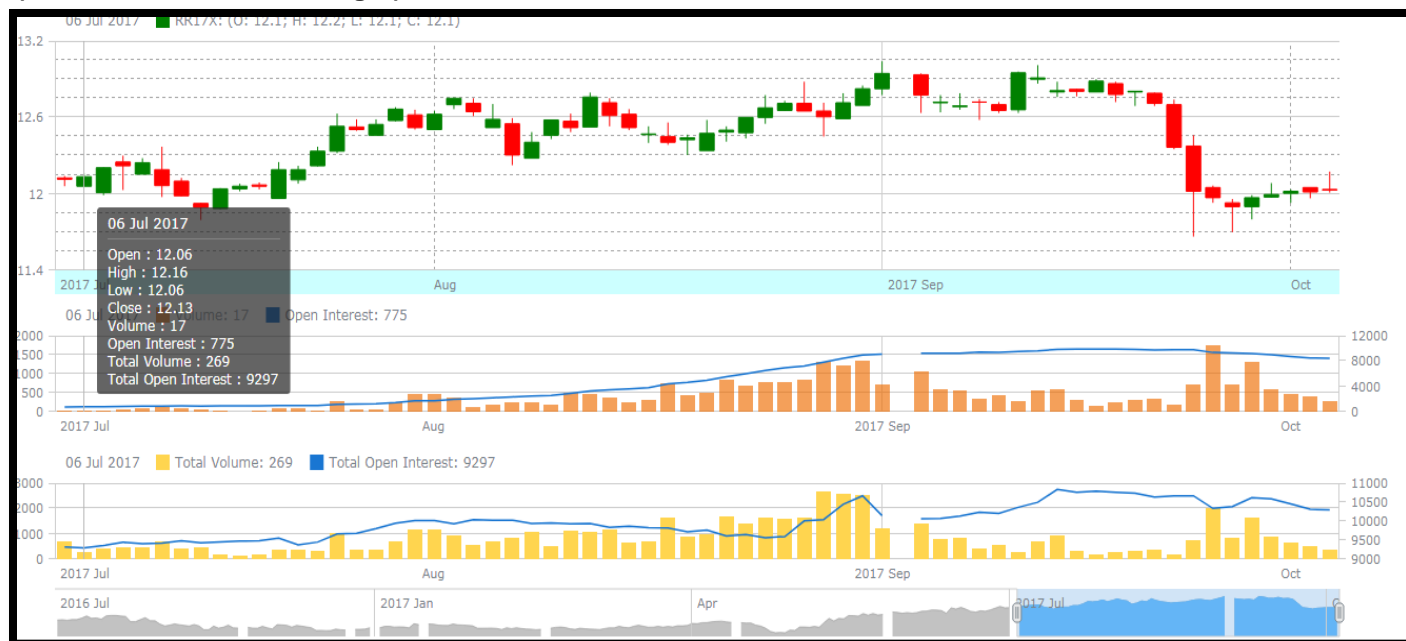 06 Jul 2017 RR17X: (O: 12.1; H: 12.2; L: 12.1; C: 12.1)
13.2
12.6
12
11.4
2017 Jul Aug 2017 Sep Oct
06 Jul 2017
Open : 12.06
High : 12.16
Low : 12.06
Close : 12.13
Volume : 17
Open Interest : 775
Total Volume : 269
Total Open Interest : 9297
06 Jul 2017 Volume: 17 Open Interest: 775
2000 12000
1500 8000
1000
500 4000
0 0
2017 Jul Aug 2017 Sep Oct
06 Jul 2017 Total Volume: 269 Total Open Interest: 9297
3000 11000
2000 10500
10000
1000 9500
0 9000
2017 Jul Aug 2017 Sep Oct
2016 Jul 2017 Jan Apr 2017 Jul